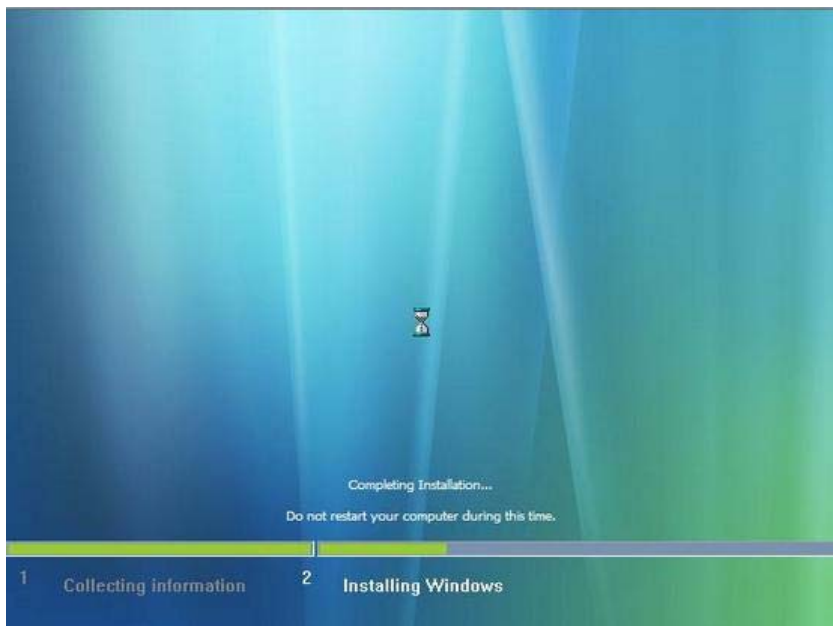 Completing Installation...
Do not restart your computer during this time.
1 Collecting information 2 Installing Windows